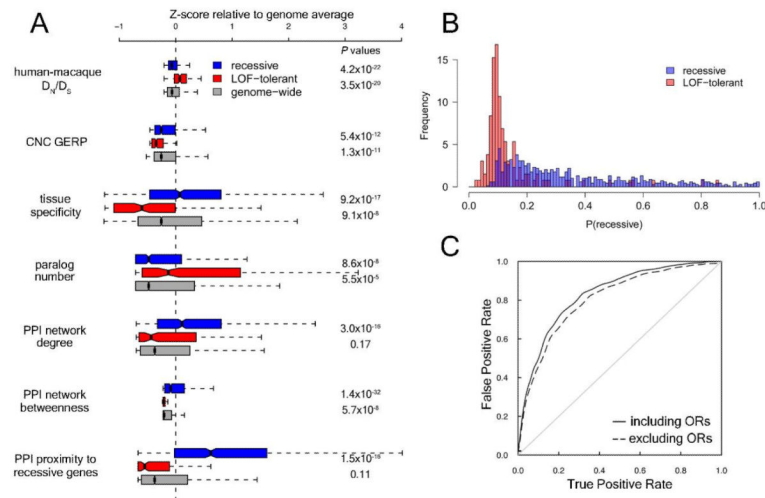 A
Z-score relative to genome average
-1 0 1 2 3 4
P values
recessive
LOF-tolerant
genome-wide
human-macaque
DN/DS
4.2x10-22
3.5x10-20
CNC GERP
5.4x10-12
1.3x10-11
tissue
specificity
9.2x10-17
9.1x10-6
paralog
number
8.6x10-8
5.5x10-5
PPI network
degree
3.0x10-18
0.17
PPI network
betweenness
1.4x10-32
PPI proximity to
recessive genes
0.11
B
Frequency
15
10
5
0
recessive
LOF-tolerant
0.0 0.2 0.4 0.6 0.8 1.0
P(recessive)
C
False Positive Rate
1.0
0.8
0.6
0.4
0.2
0.0
including ORs
excluding ORs
0.0 0.2 0.4 0.6 0.8 1.0
True Positive Rate